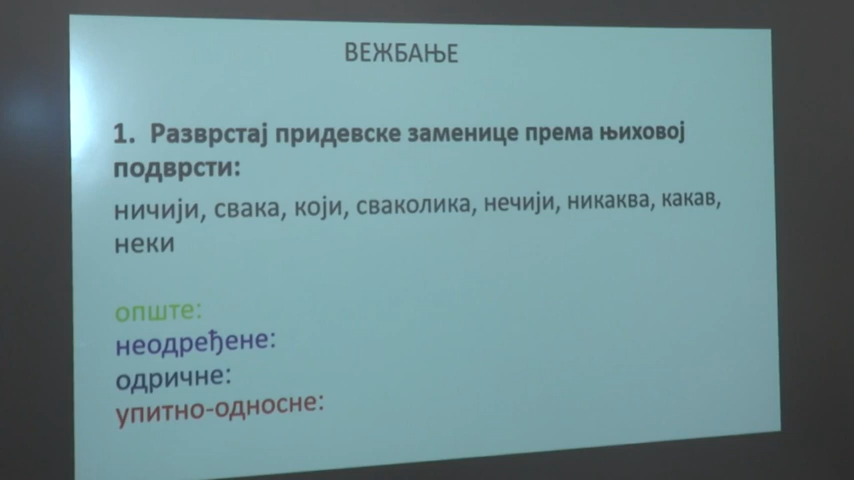 ВЕЖБАЊЕ
1. Разврстај придевске заменице према њиховој
подврсти:
ничији, свака, који, сваколика, нечији, никаква, какав,
неки
опште:
неодређене:
одричне:
упитно-односне: